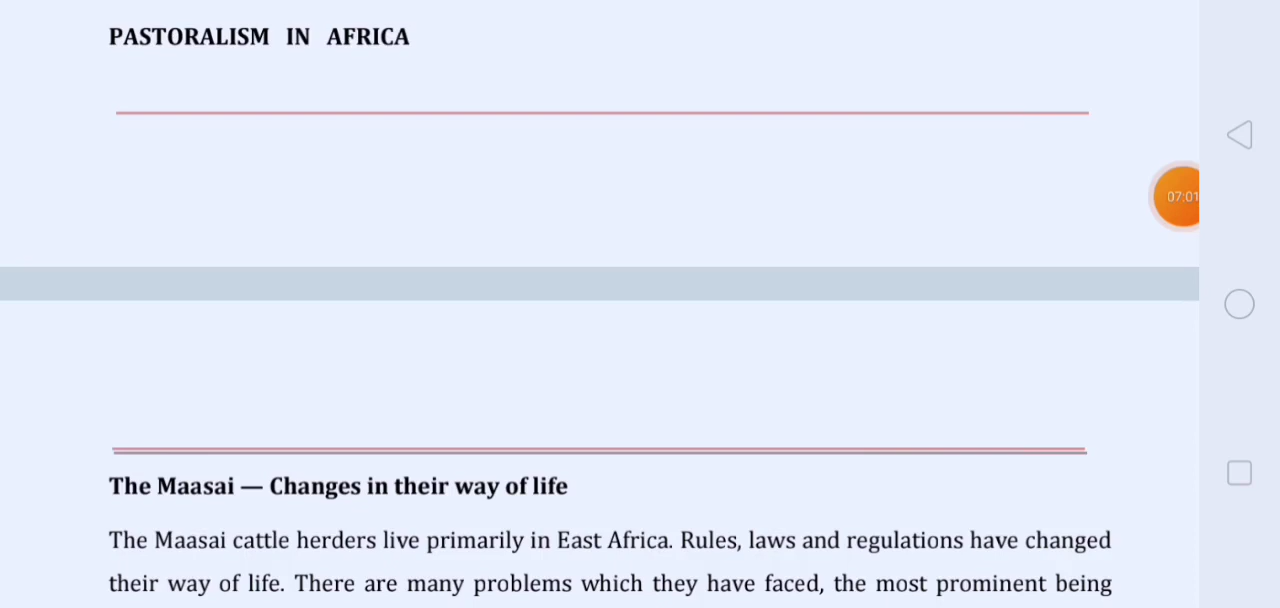 PASTORALISM IN AFRICA
07:01
The Maasai — Changes in their way of life
The Maasai cattle herders live primarily in East Africa. Rules, laws and regulations have changed
their way of life. There are many problems which they have faced, the most prominent being